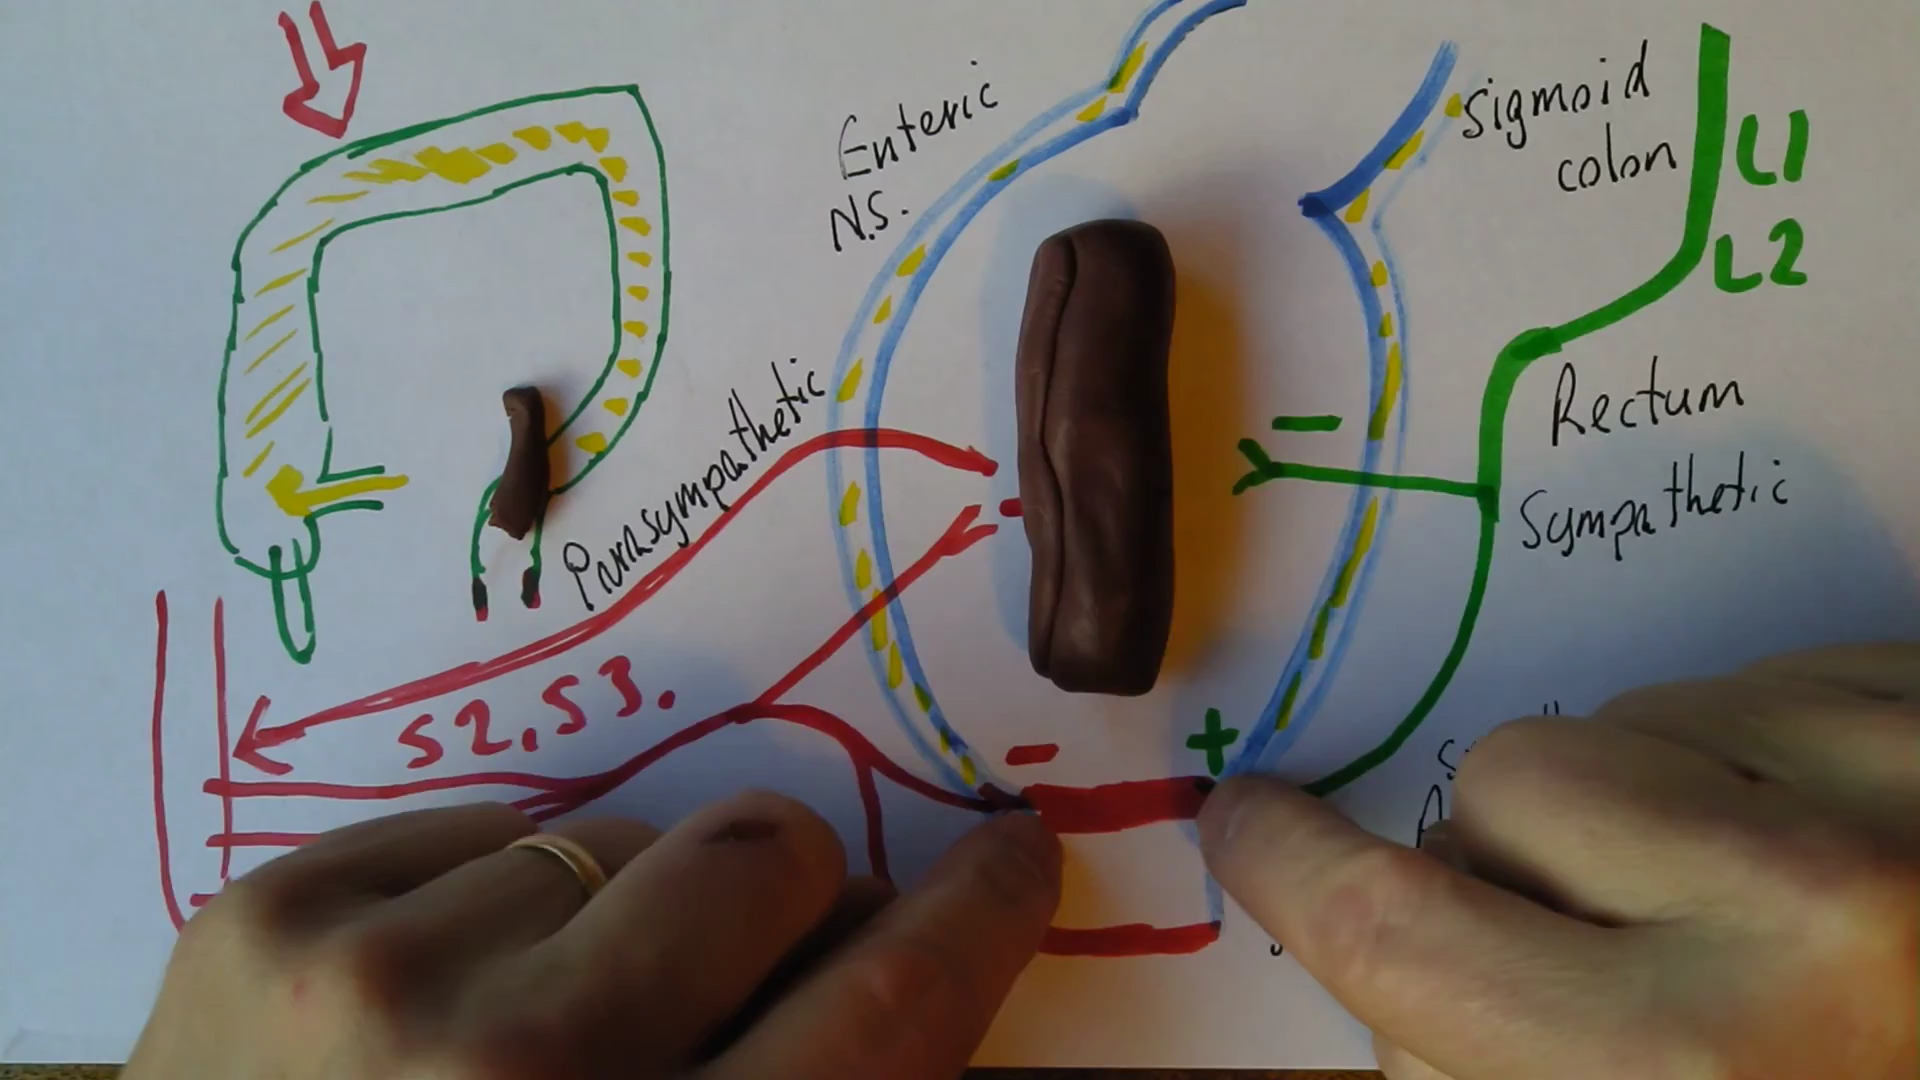 Enteric
N.S.
Sigmoid
colon
L1
L2
Rectum
Sympathetic
Parasympathetic
S2,S3.